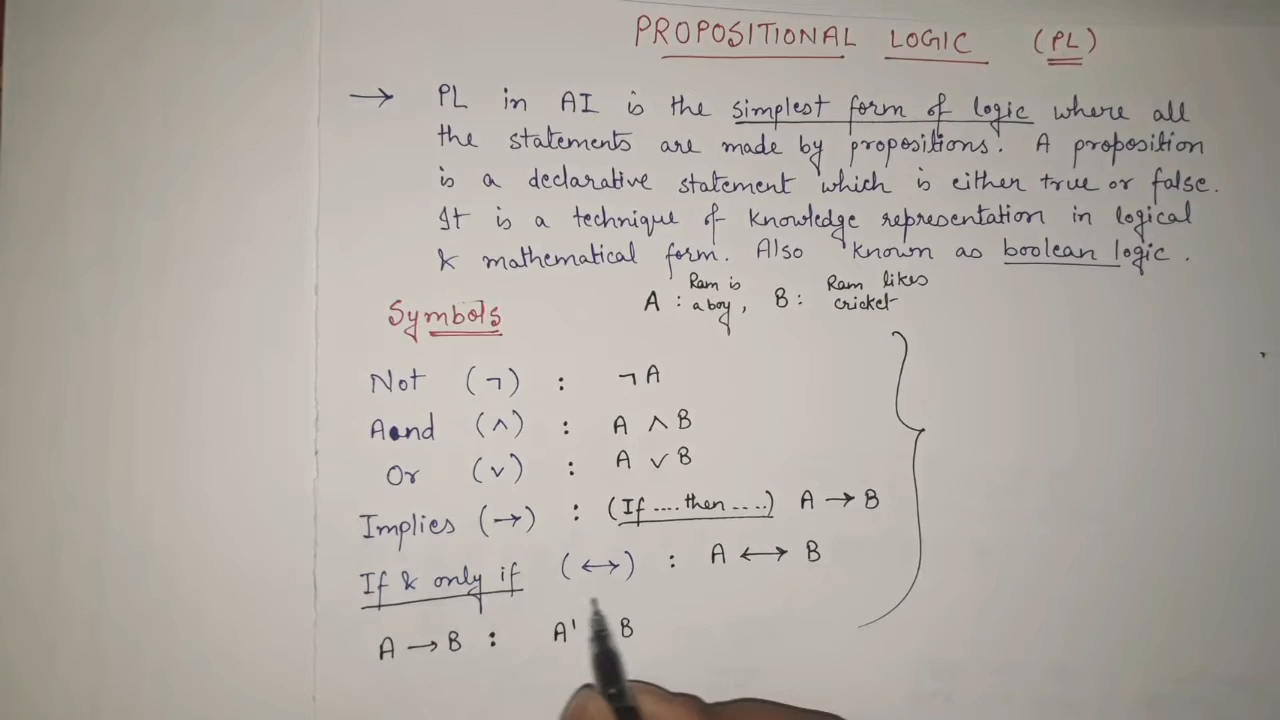 PROPOSITIONAL LOGIC (PL)
→ PL in AI is the simplest form of logic where all
the statements are made by propositions. A proposition
is a declarative statement which is either true or false.
It is a technique of knowledge representation in logical
& mathematical form. Also known as boolean logic.
A : Ram is a boy, B : Ram likes cricket
Symbols
Not (¬) : ¬A
And (∧) : A ∧ B
Or (∨) : A ∨ B
Implies (→) : (If .... then ....) A → B
If & only if (↔) : A ↔ B
A → B : A' B